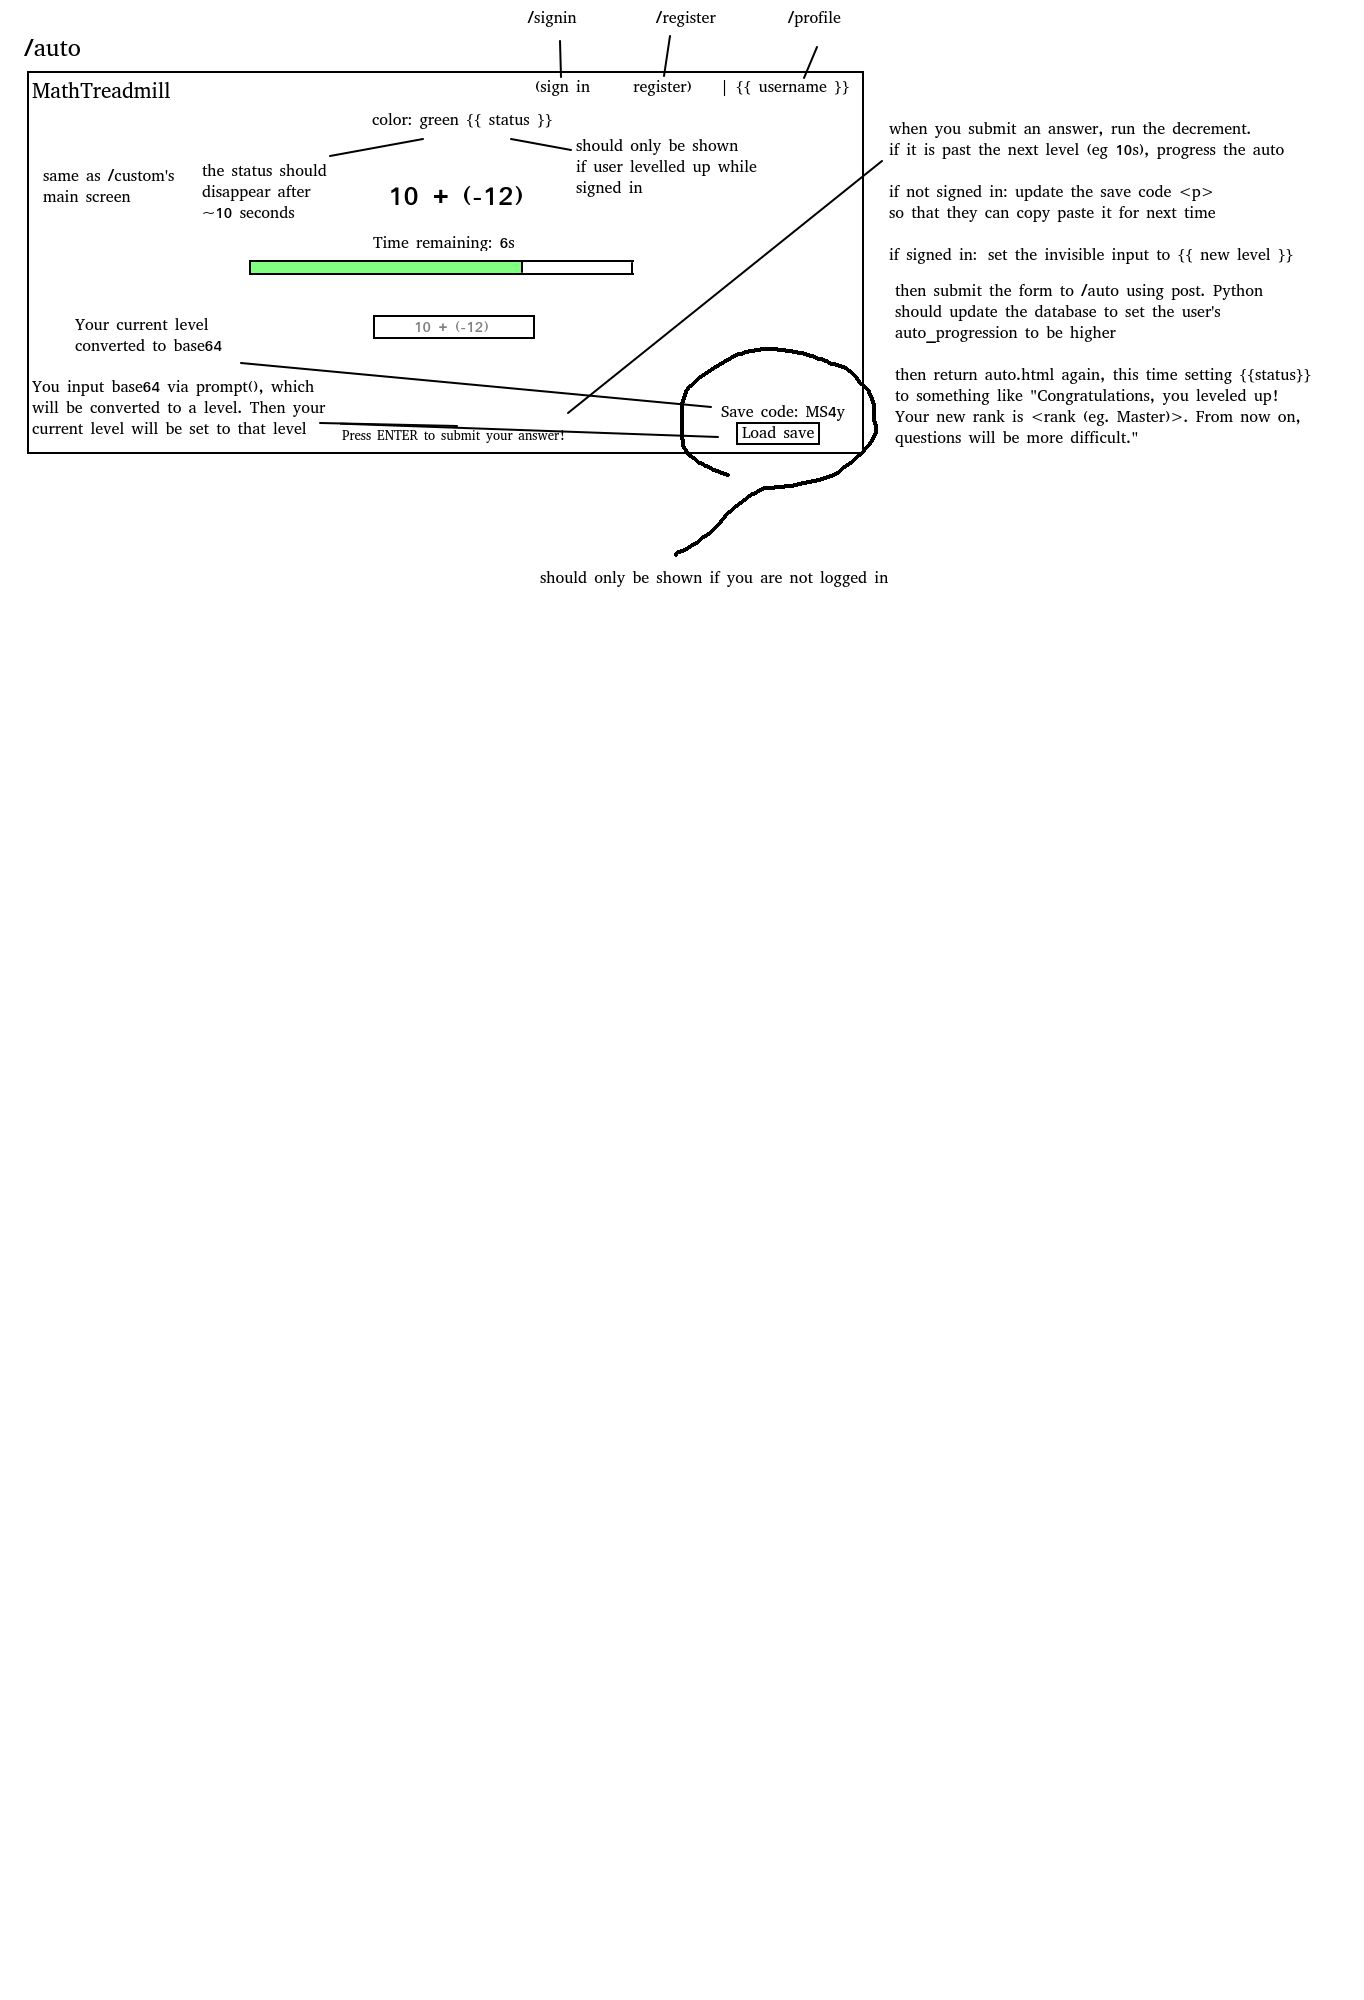 /signin /register /profile
/auto
MathTreadmill
(sign in register) | {{ username }}
color: green {{ status }}
same as /custom's
main screen
the status should
disappear after
~10 seconds
should only be shown
if user levelled up while
signed in
10 + (-12)
Time remaining: 6s
10 + (-12)
Your current level
converted to base64
You input base64 via prompt(), which
will be converted to a level. Then your
current level will be set to that level
Press ENTER to submit your answer!
Save code: MS4y
Load save
when you submit an answer, run the decrement.
if it is past the next level (eg 10s), progress the auto
if not signed in: update the save code <p>
so that they can copy paste it for next time
if signed in: set the invisible input to {{ new level }}
then submit the form to /auto using post. Python
should update the database to set the user's
auto_progression to be higher
then return auto.html again, this time setting {{status}}
to something like "Congratulations, you leveled up!
Your new rank is <rank (eg. Master)>. From now on,
questions will be more difficult."
should only be shown if you are not logged in